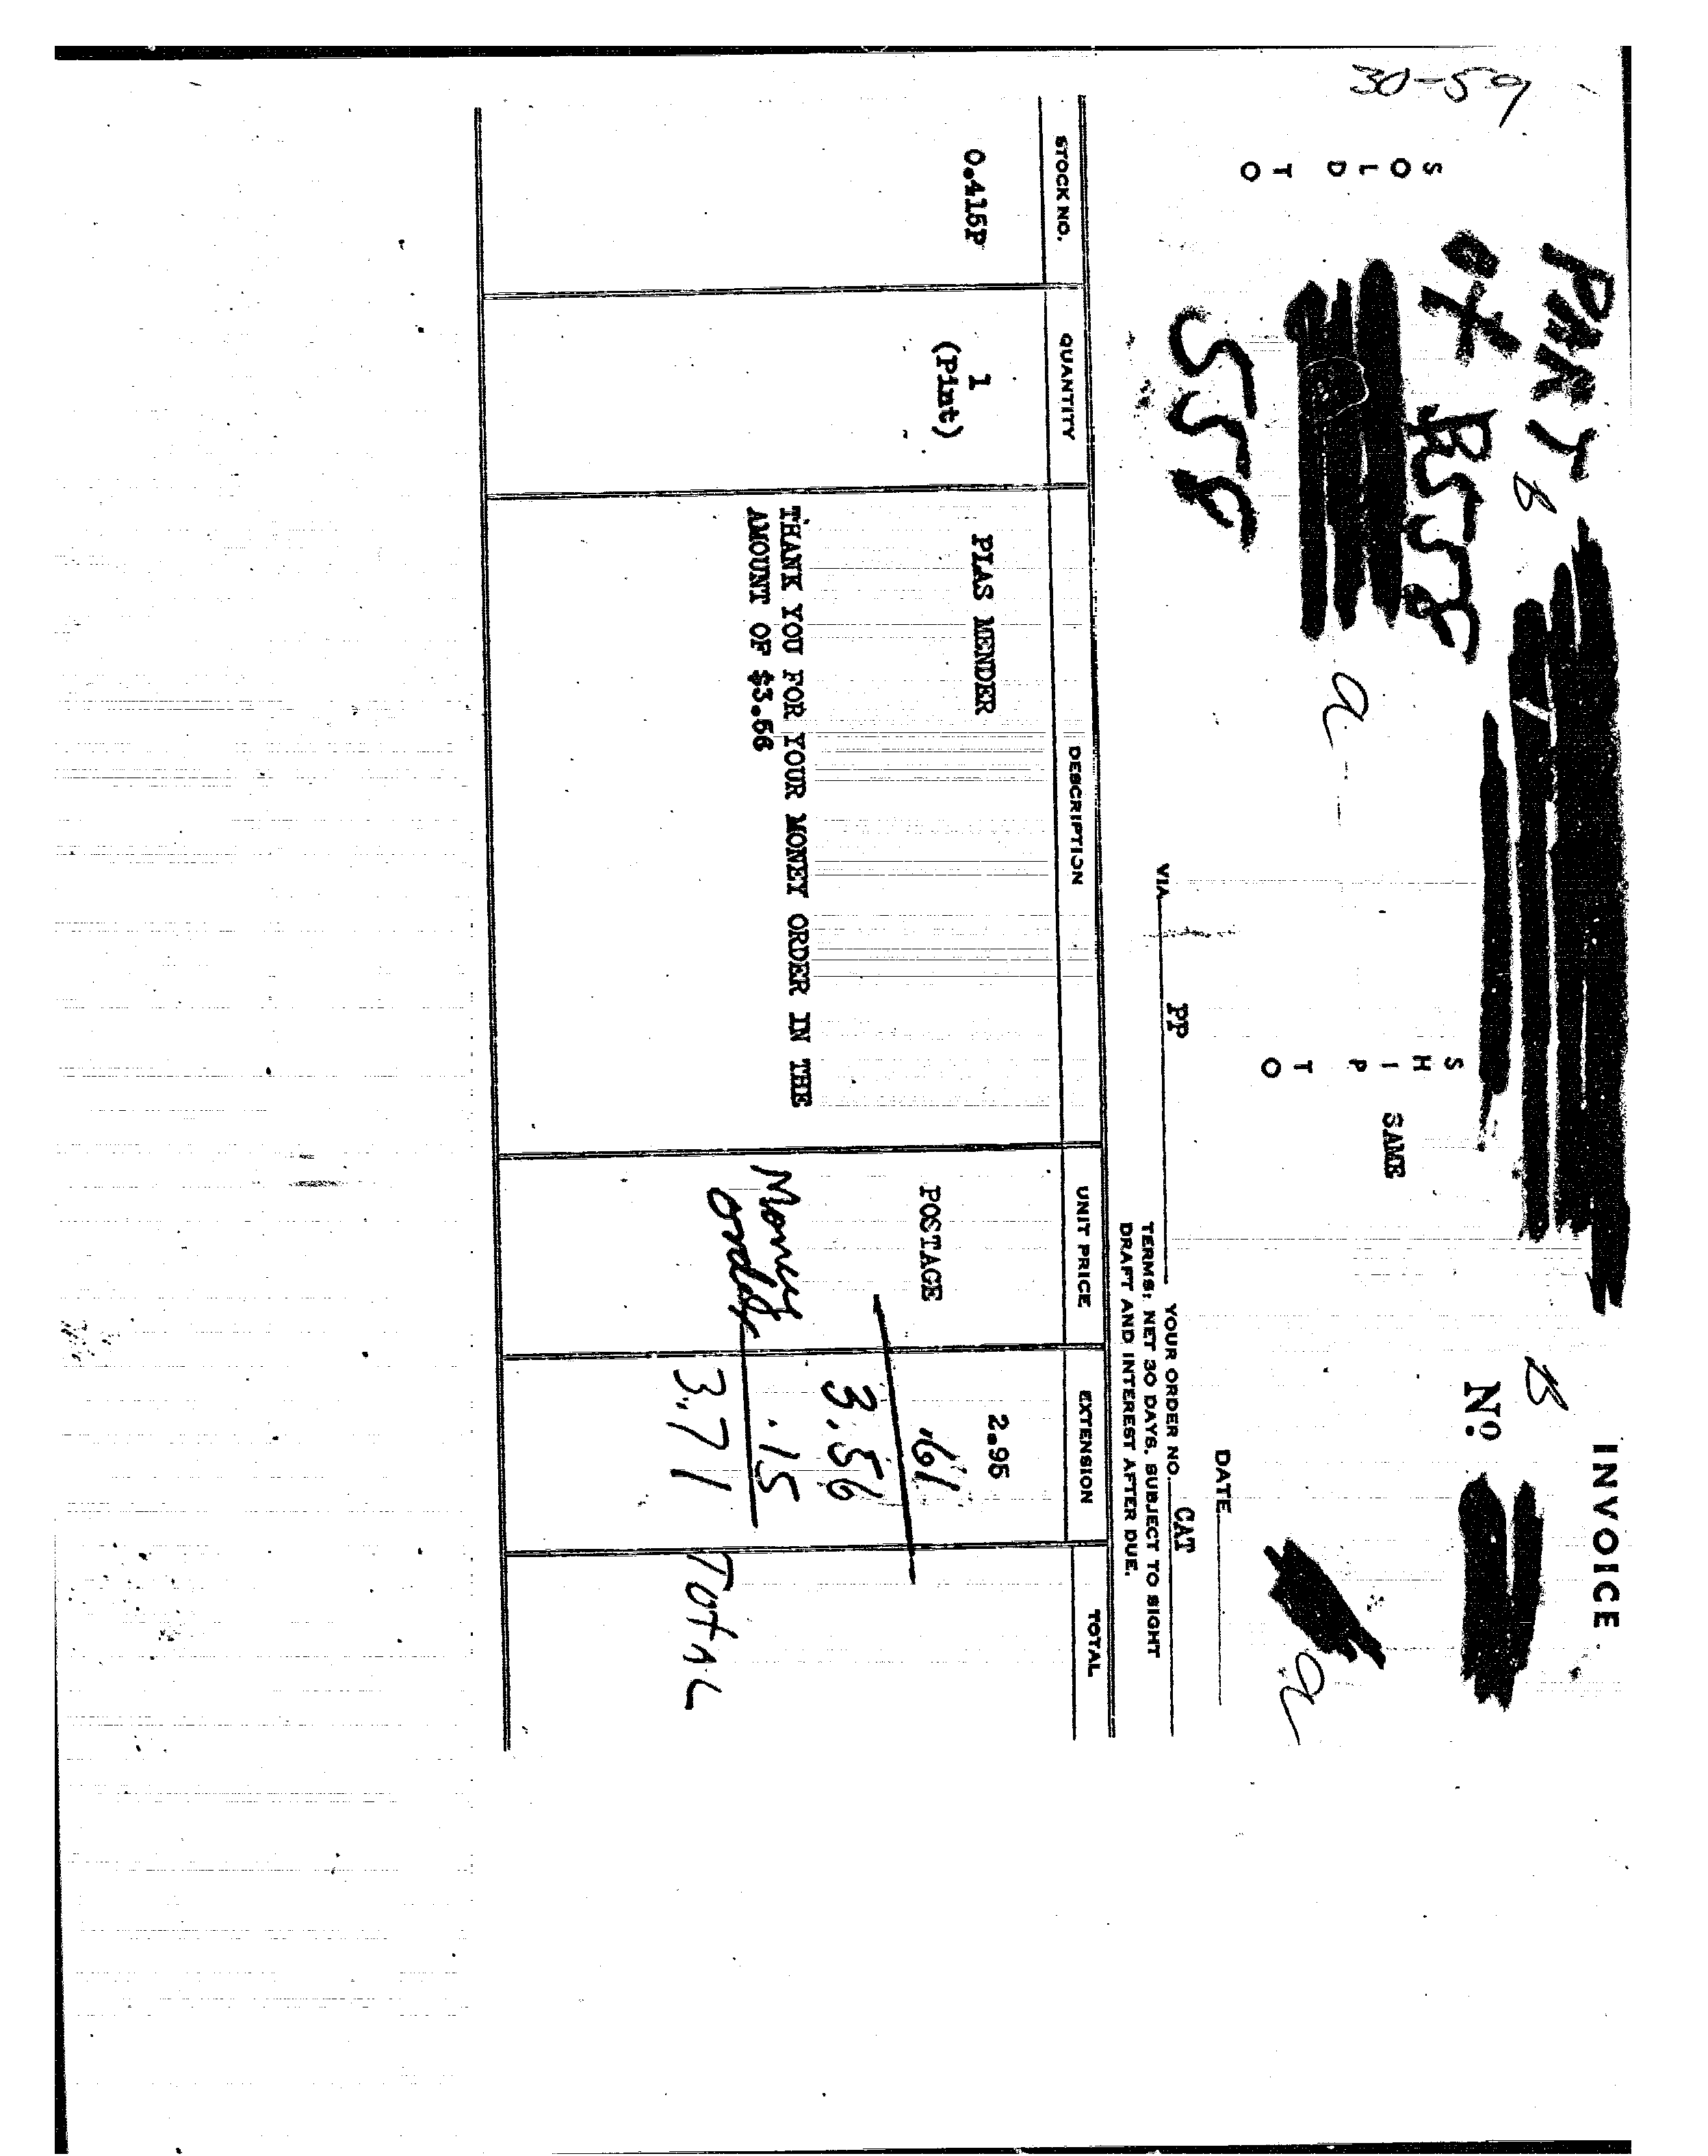 30-59
PART B
of B558
558
a
INVOICE
B
No.
a
SOLD TO
SHIP TO
SAME
DATE
VIA PP YOUR ORDER NO. CAT
TERMS: NET 30 DAYS. SUBJECT TO SIGHT
DRAFT AND INTEREST AFTER DUE.
STOCK NO. QUANTITY DESCRIPTION UNIT PRICE EXTENSION TOTAL
0.415P 1 PLAS MENDER 2.95
(Pint) POSTAGE .61
3.56
THANK YOU FOR YOUR MONEY ORDER IN THE Money .15
AMOUNT OF $3.56 order
3.71 TOTAL